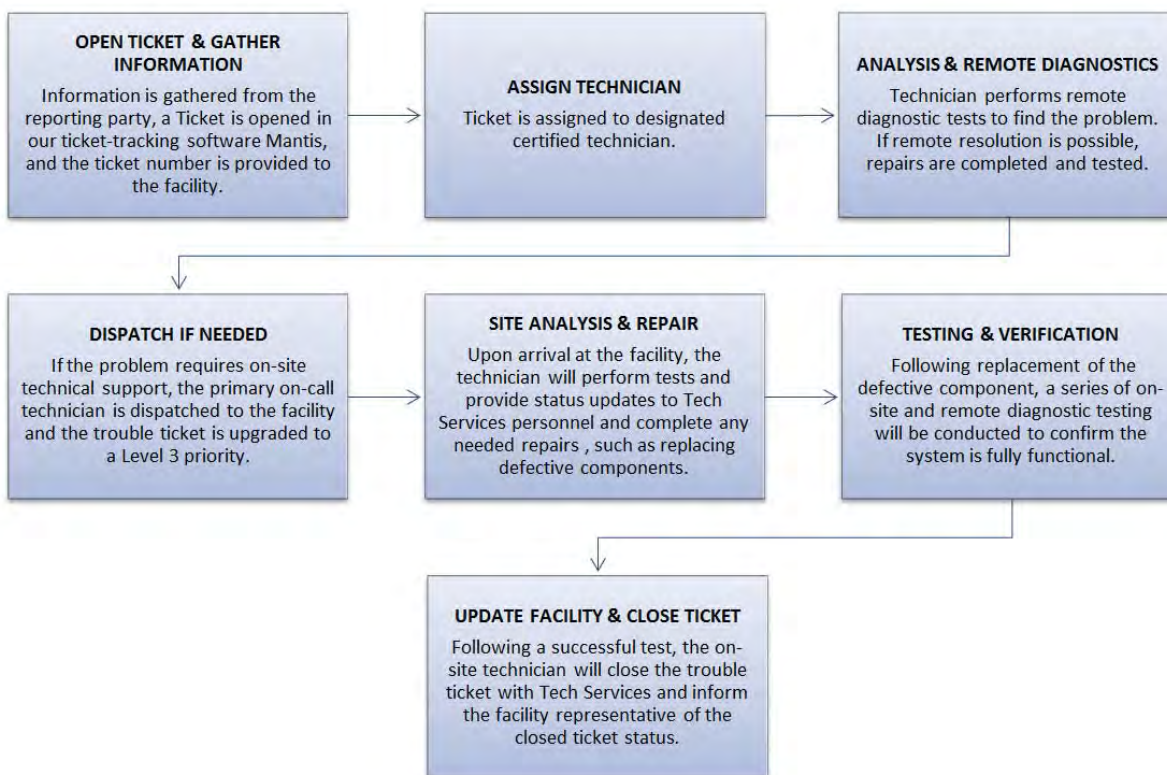 OPEN TICKET & GATHER
INFORMATION
Information is gathered from the
reporting party, a Ticket is opened in
our ticket-tracking software Mantis,
and the ticket number is provided to
the facility.
ASSIGN TECHNICIAN
Ticket is assigned to designated
certified technician.
ANALYSIS & REMOTE DIAGNOSTICS
Technician performs remote
diagnostic tests to find the problem.
If remote resolution is possible,
repairs are completed and tested.
DISPATCH IF NEEDED
If the problem requires on-site
technical support, the primary on-call
technician is dispatched to the facility
and the trouble ticket is upgraded to
a Level 3 priority.
SITE ANALYSIS & REPAIR
Upon arrival at the facility, the
technician will perform tests and
provide status updates to Tech
Services personnel and complete any
needed repairs , such as replacing
defective components.
TESTING & VERIFICATION
Following replacement of the
defective component, a series of on-
site and remote diagnostic testing
will be conducted to confirm the
system is fully functional.
UPDATE FACILITY & CLOSE TICKET
Following a successful test, the on-
site technician will close the trouble
ticket with Tech Services and inform
the facility representative of the
closed ticket status.